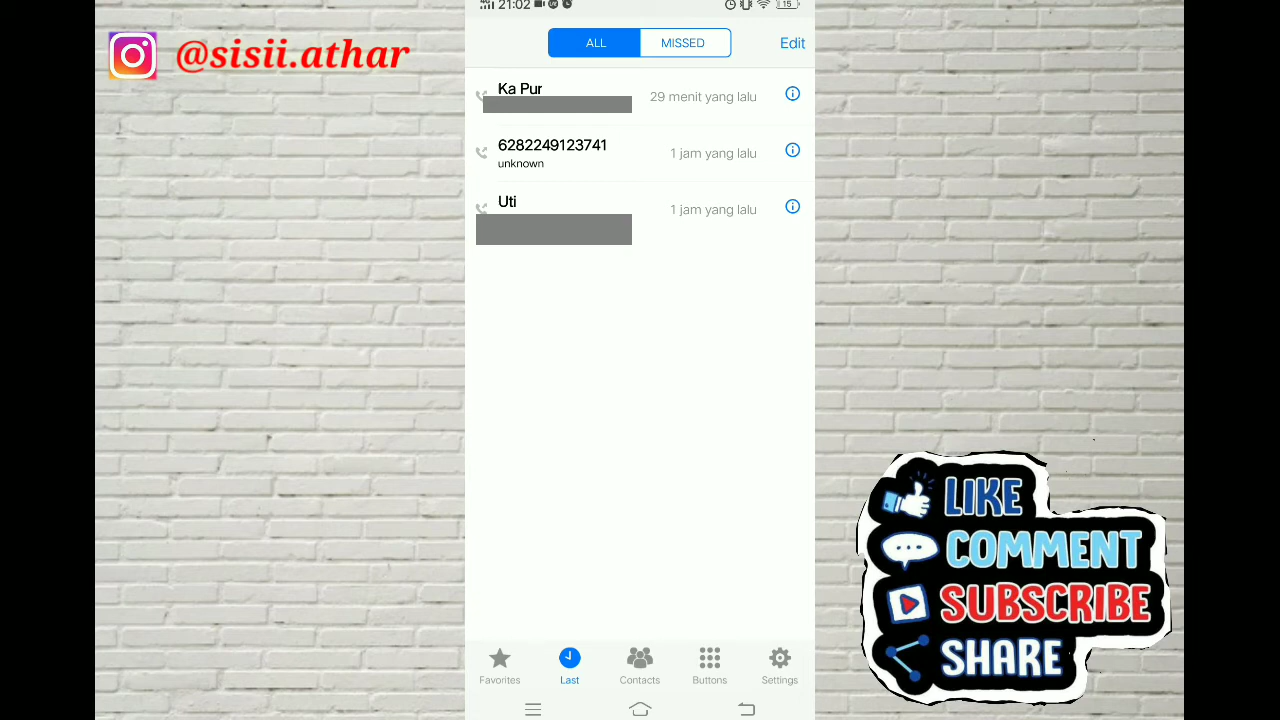 @sisii.athar
21:02
15
ALL
MISSED
Edit
Ka Pur
29 menit yang lalu
6282249123741
unknown
1 jam yang lalu
Uti
1 jam yang lalu
LIKE
COMMENT
SUBSCRIBE
SHARE
Favorites
Last
Contacts
Buttons
Settings